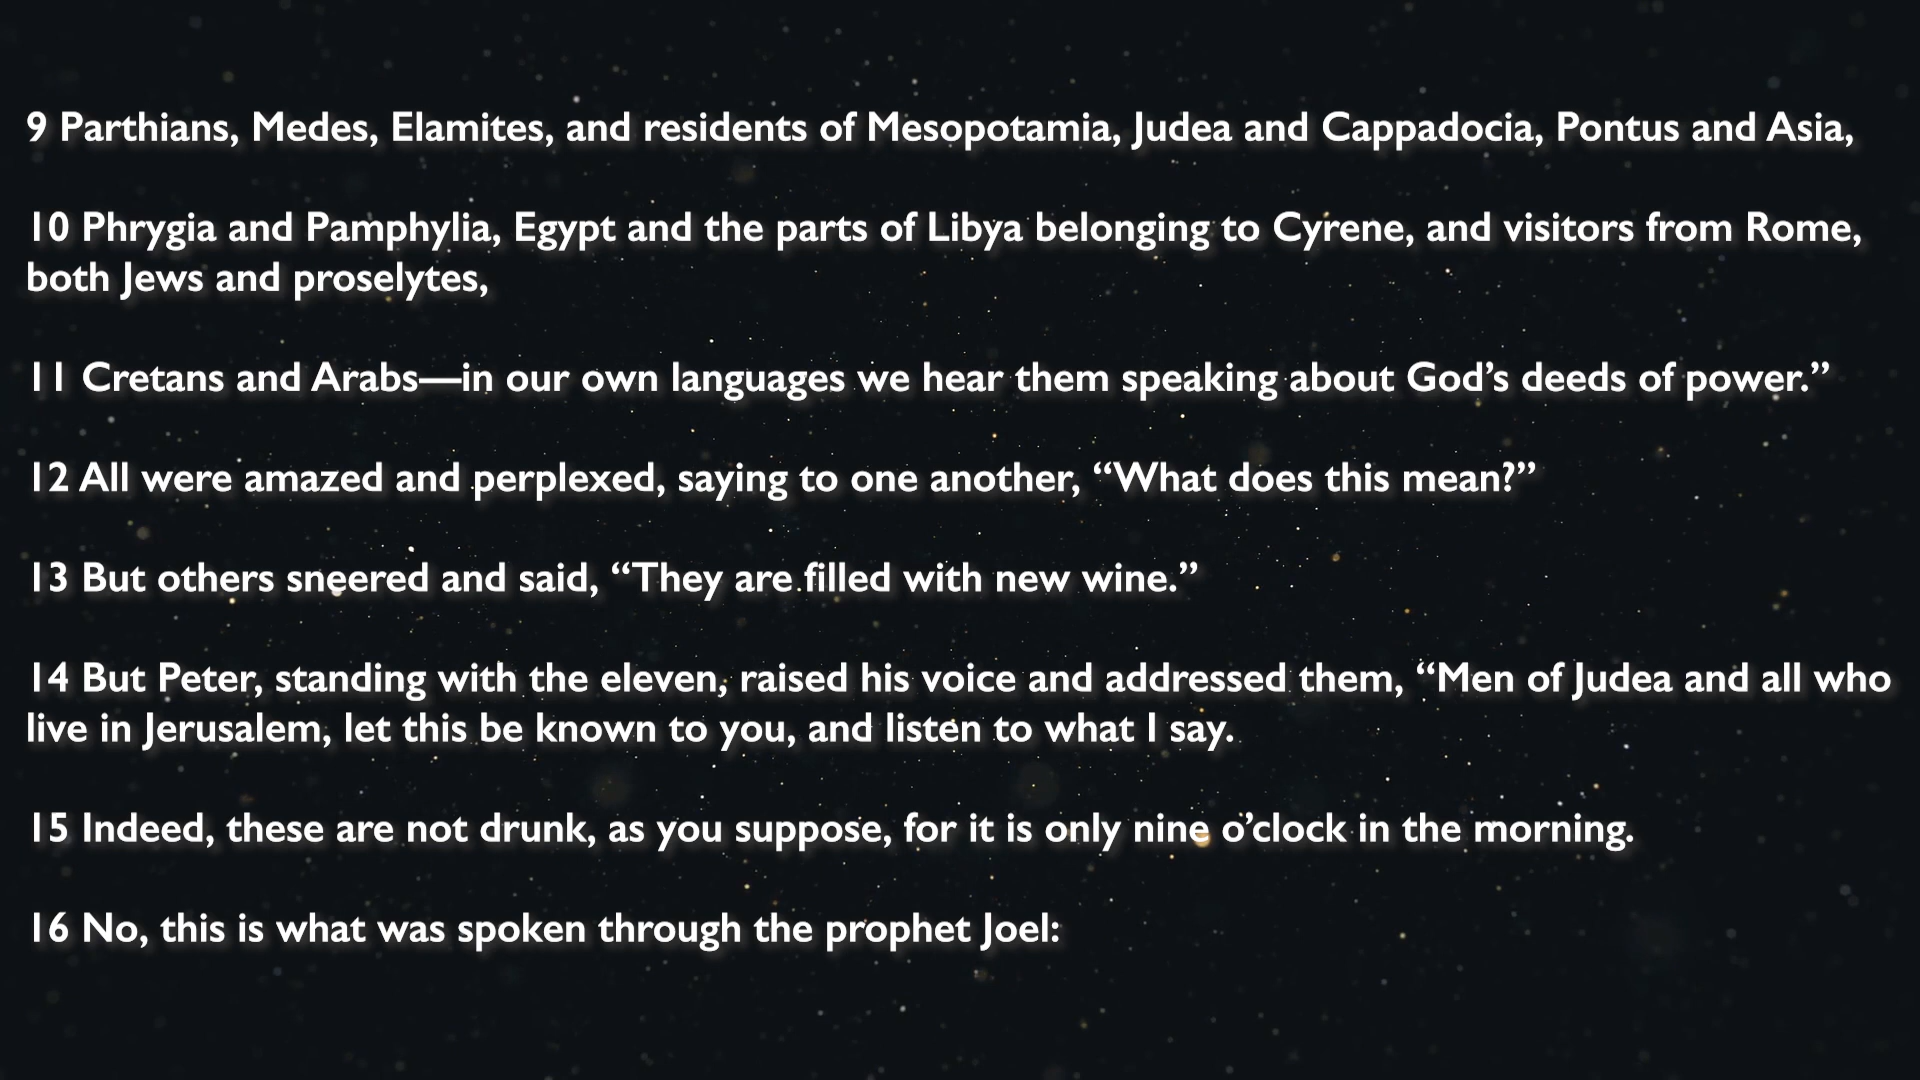 9 Parthians, Medes, Elamites, and residents of Mesopotamia, Judea and Cappadocia, Pontus and Asia,
10 Phrygia and Pamphylia, Egypt and the parts of Libya belonging to Cyrene, and visitors from Rome,
both Jews and proselytes,
11 Cretans and Arabs—in our own languages we hear them speaking about God’s deeds of power.”
12 All were amazed and perplexed, saying to one another, “What does this mean?”
13 But others sneered and said, “They are filled with new wine.”
14 But Peter, standing with the eleven, raised his voice and addressed them, “Men of Judea and all who
live in Jerusalem, let this be known to you, and listen to what I say.
15 Indeed, these are not drunk, as you suppose, for it is only nine o’clock in the morning.
16 No, this is what was spoken through the prophet Joel: